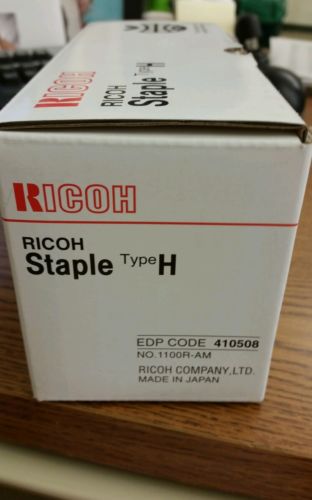 RICOH
RICOH
Staple Type H
RICOH
RICOH
Staple Type H
EDP CODE 410508
NO.1100R-AM
RICOH COMPANY,LTD.
MADE IN JAPAN